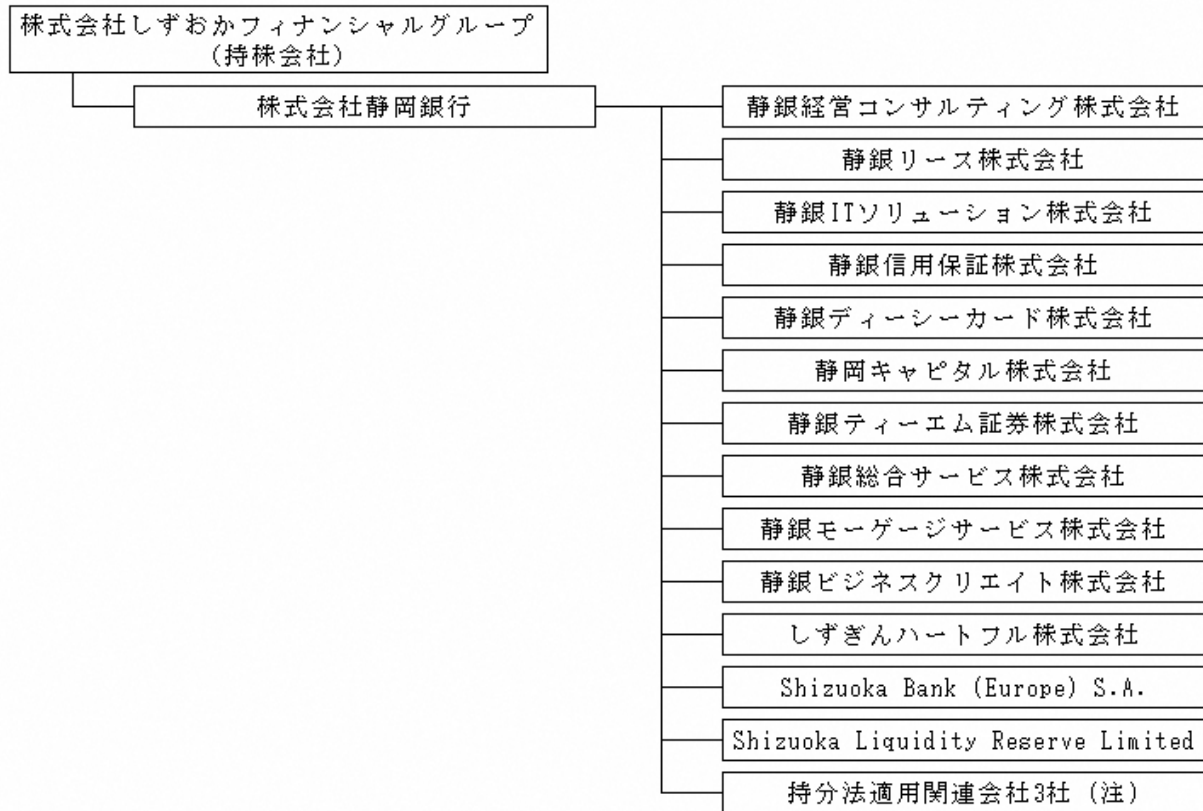 株式会社しずおかフィナンシャルグループ
(持株会社)
株式会社静岡銀行
静銀経営コンサルティング株式会社
静銀リース株式会社
静銀ITソリューション株式会社
静銀信用保証株式会社
静銀ディーシーカード株式会社
静岡キャピタル株式会社
静銀ティーエム証券株式会社
静銀総合サービス株式会社
静銀モーゲージサービス株式会社
静銀ビジネスクリエイト株式会社
しずぎんハートフル株式会社
Shizuoka Bank (Europe) S.A.
Shizuoka Liquidity Reserve Limited
持分法適用関連会社3社 (注)